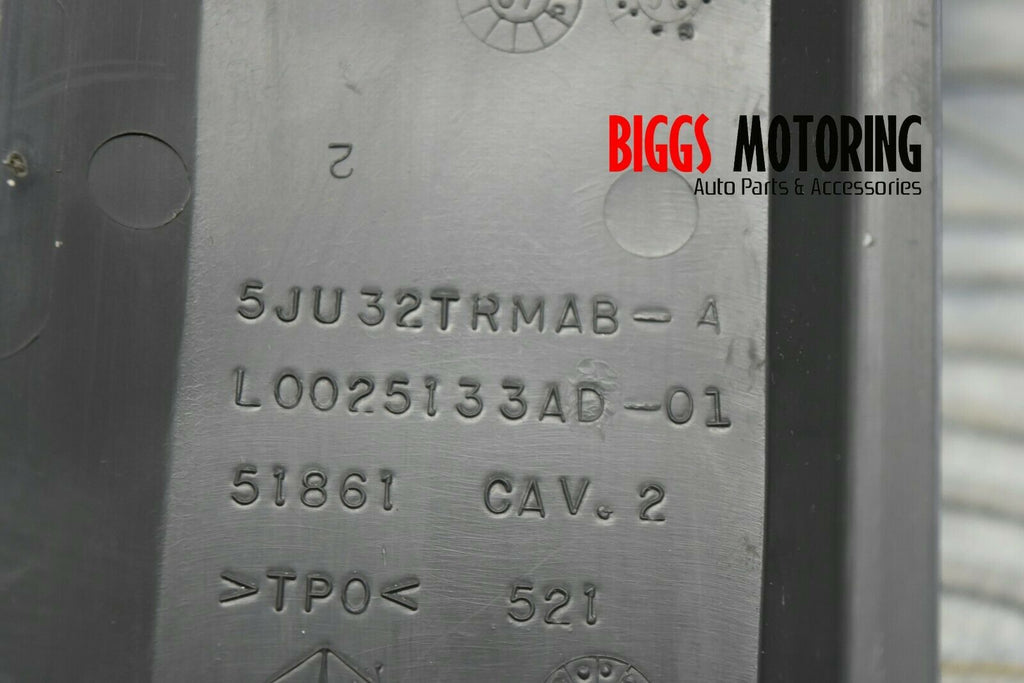 BIGGS MOTORING
Auto Parts & Accessories
2
5JU32TRMAB-A
L0025133AD-01
51861 CAV. 2
>TPO< 521